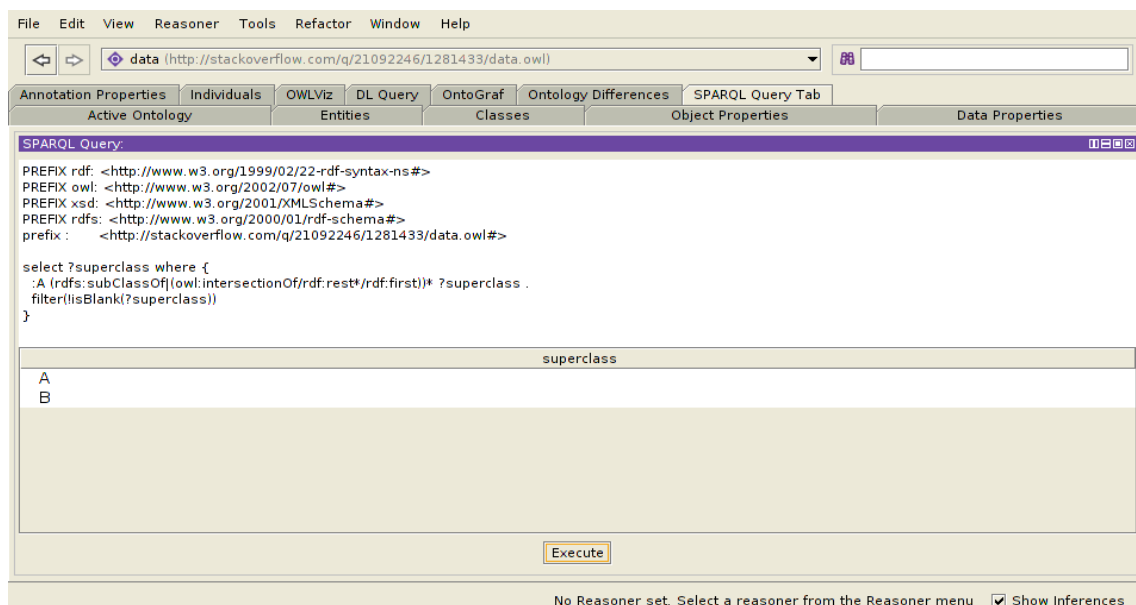 File Edit View Reasoner Tools Refactor Window Help
data (http://stackoverflow.com/q/21092246/1281433/data.owl)
Annotation Properties Individuals OWLViz DL Query OntoGraf Ontology Differences SPARQL Query Tab
Active Ontology Entities Classes Object Properties Data Properties
SPARQL Query:
PREFIX rdf: <http://www.w3.org/1999/02/22-rdf-syntax-ns#>
PREFIX owl: <http://www.w3.org/2002/07/owl#>
PREFIX xsd: <http://www.w3.org/2001/XMLSchema#>
PREFIX rdfs: <http://www.w3.org/2000/01/rdf-schema#>
prefix : <http://stackoverflow.com/q/21092246/1281433/data.owl#>
select ?superclass where {
:A (rdfs:subClassOf|(owl:intersectionOf/rdf:rest*/rdf:first))* ?superclass .
filter(!isBlank(?superclass))
}
superclass
A
B
Execute
No Reasoner set. Select a reasoner from the Reasoner menu Show Inferences